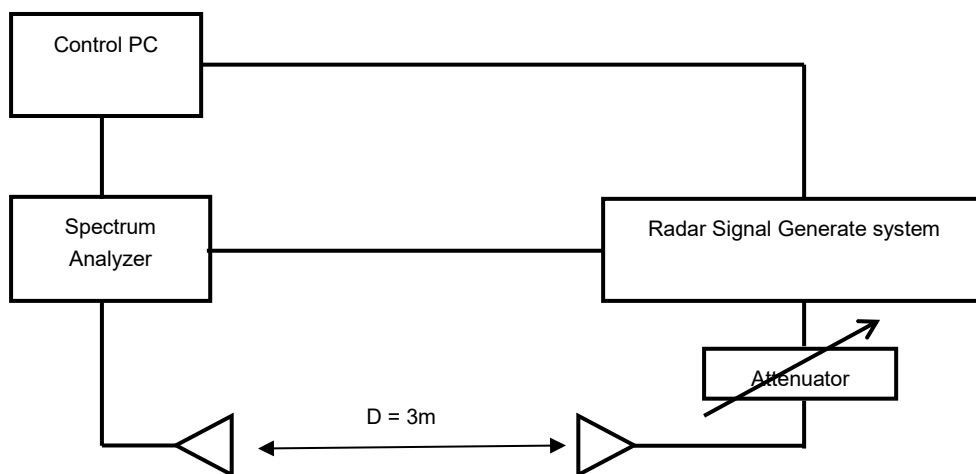 Control PC
Spectrum
Analyzer
Radar Signal Generate system
Attenuator
D = 3m